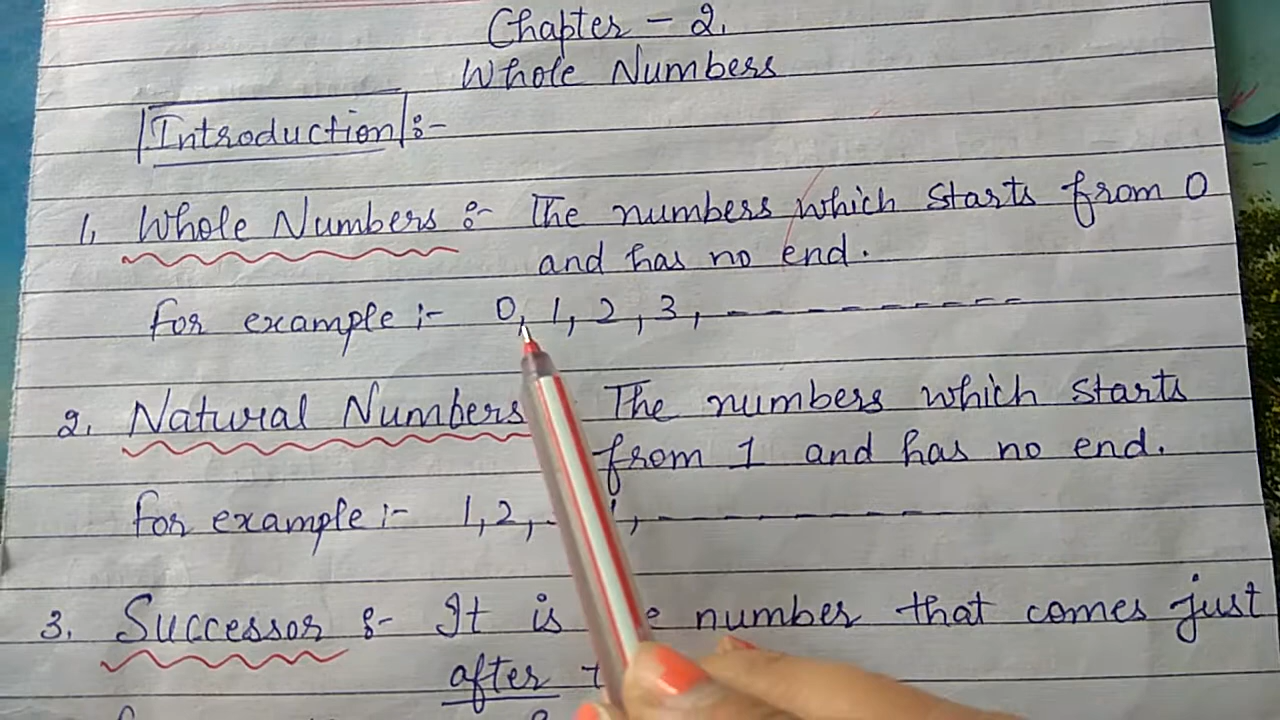 Chapter - 2.
Whole Numbers
Introduction :-
1. Whole Numbers :- The numbers which starts from 0
and has no end.
for example :- 0, 1, 2, 3, - - - - - - - - - -
2. Natural Numbers The numbers which starts
from 1 and has no end.
for example :- 1, 2, - - - - - - - -
3. Successor :- It is number that comes just
after